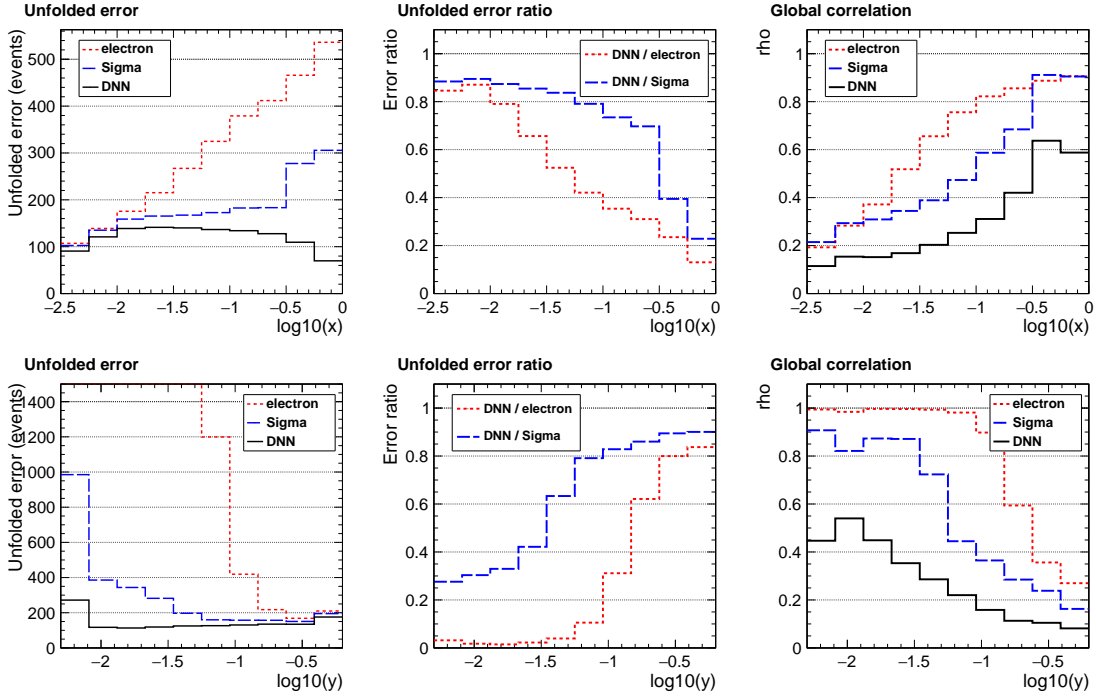 Unfolded error
Unfolded error (events)
500
400
300
200
100
0
electron
Sigma
DNN
−2.5
−2
−1.5
−1
−0.5
0
log10(x)
Unfolded error ratio
Error ratio
1
0.8
0.6
0.4
0.2
0
DNN / electron
DNN / Sigma
−2.5
−2
−1.5
−1
−0.5
0
log10(x)
Global correlation
rho
1
0.8
0.6
0.4
0.2
0
electron
Sigma
DNN
−2.5
−2
−1.5
−1
−0.5
0
log10(x)
Unfolded error
Unfolded error (events)
1400
1200
1000
800
600
400
200
0
electron
Sigma
DNN
−2
−1.5
−1
−0.5
log10(y)
Unfolded error ratio
Error ratio
1
0.8
0.6
0.4
0.2
0
DNN / electron
DNN / Sigma
−2
−1.5
−1
−0.5
log10(y)
Global correlation
rho
1
0.8
0.6
0.4
0.2
0
electron
Sigma
DNN
−2
−1.5
−1
−0.5
log10(y)